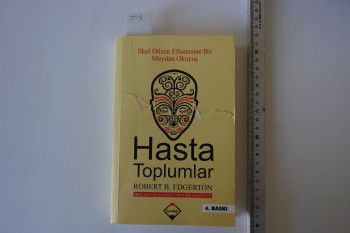 İlkel Düzen Efsanesine Bir
Meydan Okuyuş
Hasta
Toplumlar
ROBERT B. EDGERTON
4. BASKI